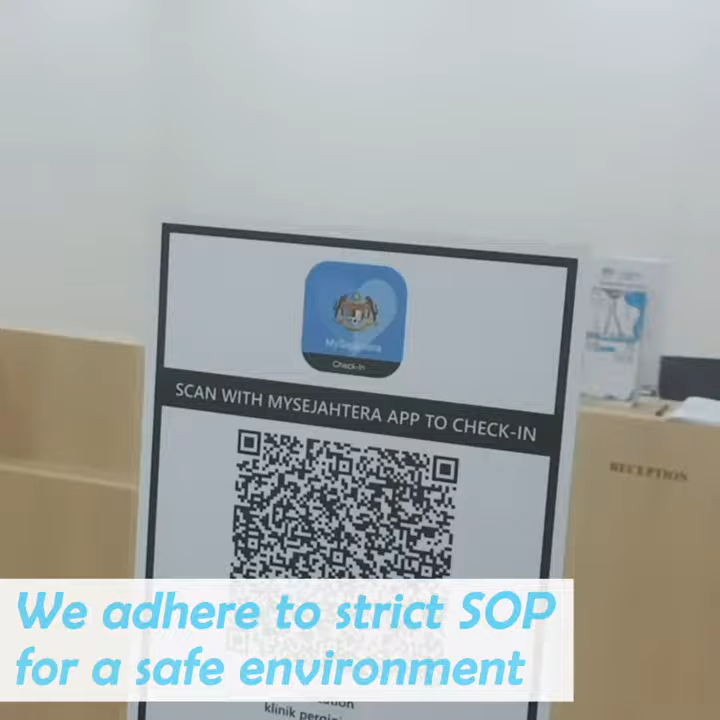 MySejahtera
Check-In
SCAN WITH MYSEJAHTERA APP TO CHECK-IN
RECEPTION
We adhere to strict SOP
for a safe environment
klinik